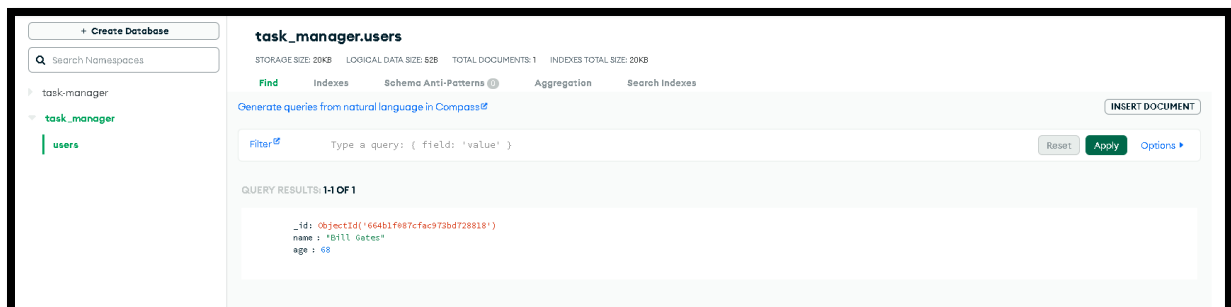 + Create Database
Search Namespaces
task-manager
task_manager
users
task_manager.users
STORAGE SIZE: 20KB LOGICAL DATA SIZE: 52B TOTAL DOCUMENTS: 1 INDEXES TOTAL SIZE: 20KB
Find Indexes Schema Anti-Patterns 0 Aggregation Search Indexes
Generate queries from natural language in Compass
INSERT DOCUMENT
Filter Type a query: { field: 'value' } Reset Apply Options
QUERY RESULTS: 1-1 OF 1
_id: ObjectId('664b1f087cfac973bd728818')
name : "Bill Gates"
age : 68